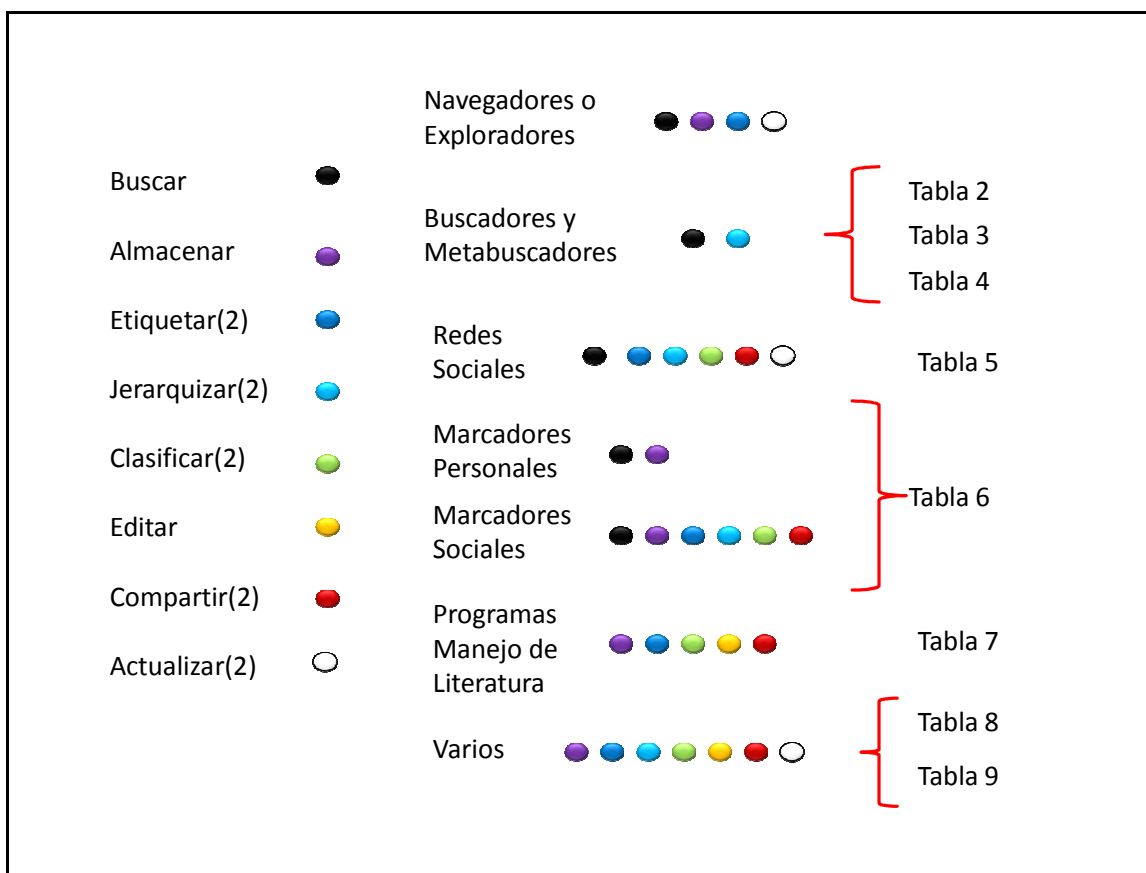 Buscar
Almacenar
Etiquetar(2)
Jerarquizar(2)
Clasificar(2)
Editar
Compartir(2)
Actualizar(2)
Navegadores o
Exploradores
Buscadores y
Metabuscadores
Tabla 2
Tabla 3
Tabla 4
Redes
Sociales
Tabla 5
Marcadores
Personales
Marcadores
Sociales
Tabla 6
Programas
Manejo de
Literatura
Tabla 7
Varios
Tabla 8
Tabla 9